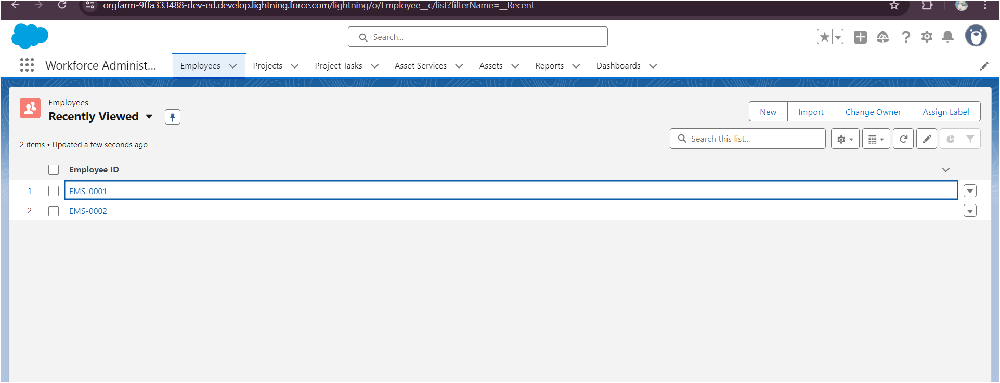 orgfarm-9ffa333488-dev-ed.develop.lightning.force.com/lightning/o/Employee__c/list?filterName=__Recent
Search...
Workforce Administ... Employees Projects Project Tasks Asset Services Assets Reports Dashboards
Employees
Recently Viewed
New Import Change Owner Assign Label
2 items • Updated a few seconds ago
Search this list...
Employee ID
1 EMS-0001
2 EMS-0002